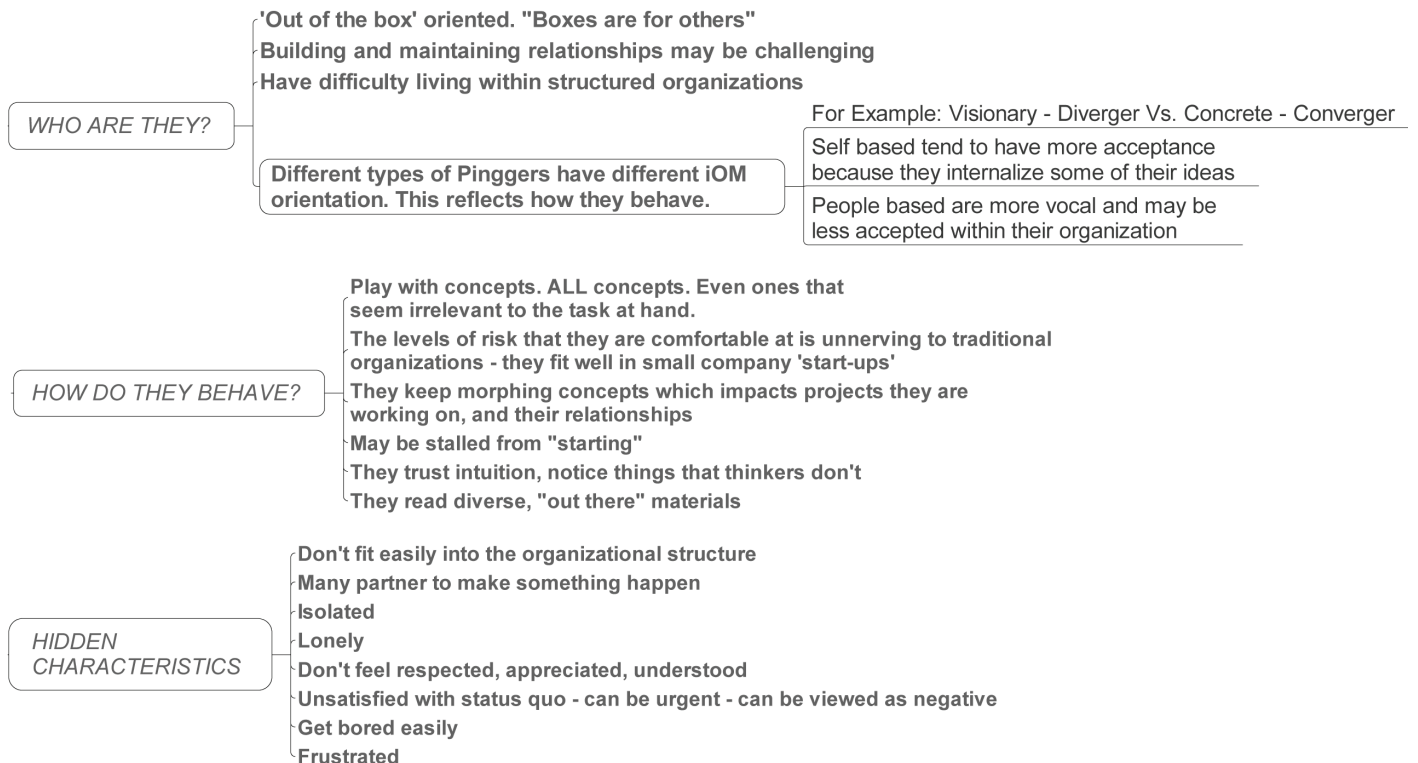 WHO ARE THEY?
'Out of the box' oriented. "Boxes are for others"
Building and maintaining relationships may be challenging
Have difficulty living within structured organizations
Different types of Pinggers have different iOM
orientation. This reflects how they behave.
For Example: Visionary - Diverger Vs. Concrete - Converger
Self based tend to have more acceptance
because they internalize some of their ideas
People based are more vocal and may be
less accepted within their organization
HOW DO THEY BEHAVE?
Play with concepts. ALL concepts. Even ones that
seem irrelevant to the task at hand.
The levels of risk that they are comfortable at is unnerving to traditional
organizations - they fit well in small company 'start-ups'
They keep morphing concepts which impacts projects they are
working on, and their relationships
May be stalled from "starting"
They trust intuition, notice things that thinkers don't
They read diverse, "out there" materials
HIDDEN
CHARACTERISTICS
Don't fit easily into the organizational structure
Many partner to make something happen
Isolated
Lonely
Don't feel respected, appreciated, understood
Unsatisfied with status quo - can be urgent - can be viewed as negative
Get bored easily
Frustrated